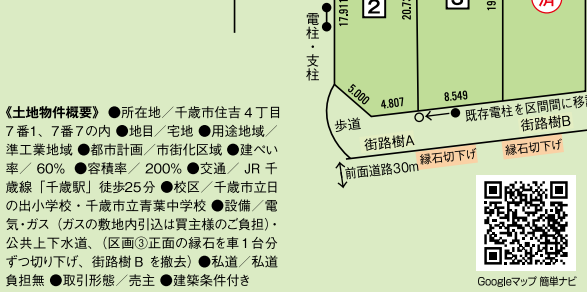 電柱・支柱
17.911
2
20.73
3
19
済
5.000
4.807
8.549
既存電柱を区間間に移
歩道
街路樹A
街路樹B
縁石切下げ
縁石切下げ
前面道路30m
《土地物件概要》 ●所在地／千歳市住吉4丁目
7番1、7番7の内 ●地目／宅地 ●用途地域／
準工業地域 ●都市計画／市街化区域 ●建ぺい
率／60% ●容積率／200% ●交通／JR千
歳線「千歳駅」徒歩25分 ●校区／千歳市立日
の出小学校・千歳市立青葉中学校 ●設備／電
気・ガス（ガスの敷地内引込は買主様のご負担）・
公共上下水道、（区画③正面の縁石を車1台分
ずつ切り下げ、街路樹Bを撤去）●私道／私道
負担無 ●取引形態／売主 ●建築条件付き
Googleマップ 簡単ナビ